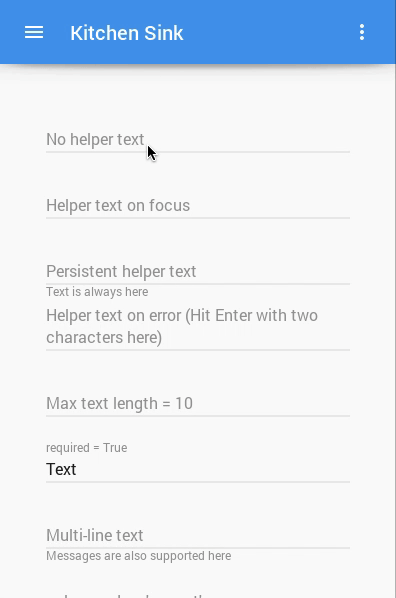 Kitchen Sink
No helper text
Helper text on focus
Persistent helper text
Text is always here
Helper text on error (Hit Enter with two
characters here)
Max text length = 10
required = True
Text
Multi-line text
Messages are also supported here